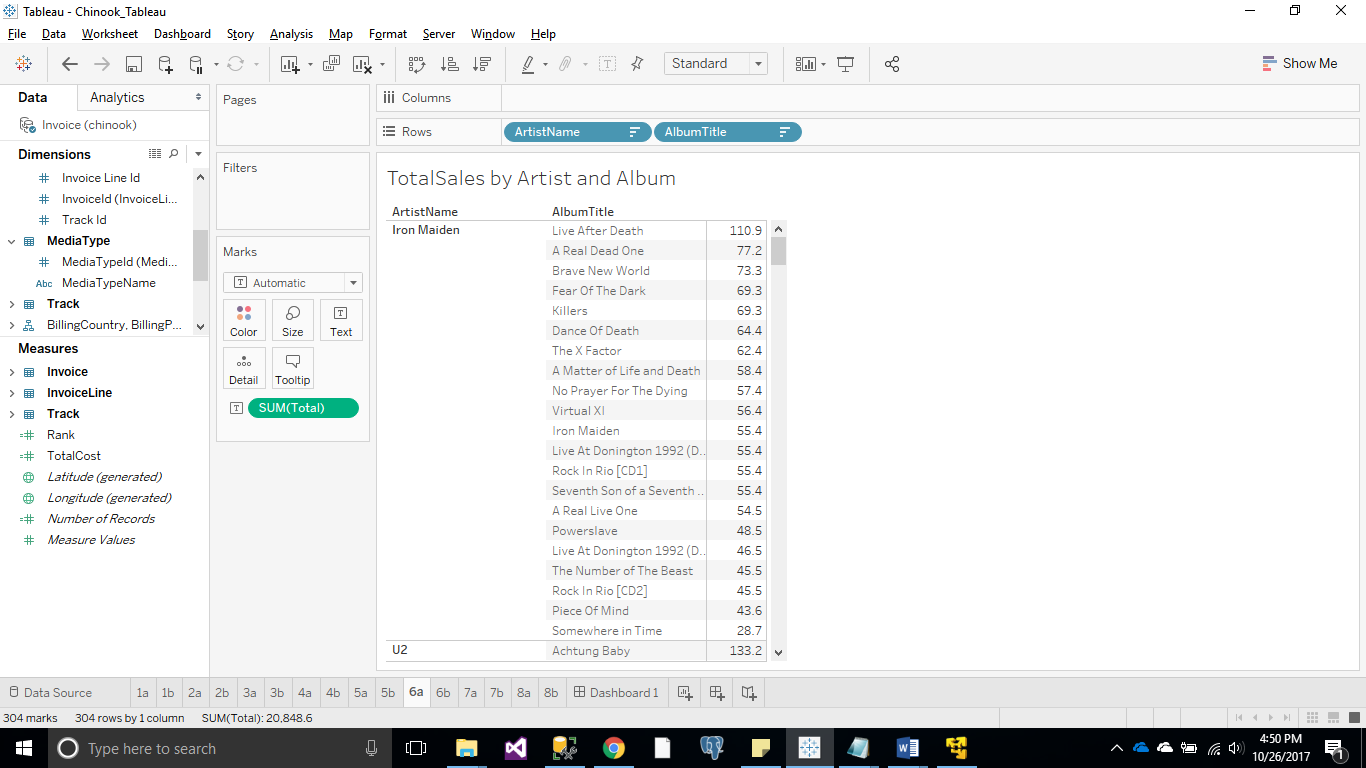 Tableau - Chinook_Tableau
File Data Worksheet Dashboard Story Analysis Map Format Server Window Help
Standard
Show Me
Data Analytics
Invoice (chinook)
Dimensions
Invoice Line Id
InvoiceId (InvoiceLi...
Track Id
MediaType
MediaTypeId (Medi...
Abc MediaTypeName
Track
BillingCountry, BillingP...
Measures
Invoice
InvoiceLine
Track
Rank
TotalCost
Latitude (generated)
Longitude (generated)
Number of Records
Measure Values
Pages
Filters
Marks
Automatic
Color Size Text
Detail Tooltip
SUM(Total)
Columns
Rows ArtistName AlbumTitle
TotalSales by Artist and Album
ArtistName AlbumTitle
Iron Maiden Live After Death 110.9
A Real Dead One 77.2
Brave New World 73.3
Fear Of The Dark 69.3
Killers 69.3
Dance Of Death 64.4
The X Factor 62.4
A Matter of Life and Death 58.4
No Prayer For The Dying 57.4
Virtual XI 56.4
Iron Maiden 55.4
Live At Donington 1992 (D.. 55.4
Rock In Rio [CD1] 55.4
Seventh Son of a Seventh .. 55.4
A Real Live One 54.5
Powerslave 48.5
Live At Donington 1992 (D.. 46.5
The Number of The Beast 45.5
Rock In Rio [CD2] 45.5
Piece Of Mind 43.6
Somewhere in Time 28.7
U2 Achtung Baby 133.2
Data Source 1a 1b 2a 2b 3a 3b 4a 4b 5a 5b 6a 6b 7a 7b 8a 8b Dashboard 1
304 marks 304 rows by 1 column SUM(Total): 20,848.6
Type here to search
4:50 PM
10/26/2017
1